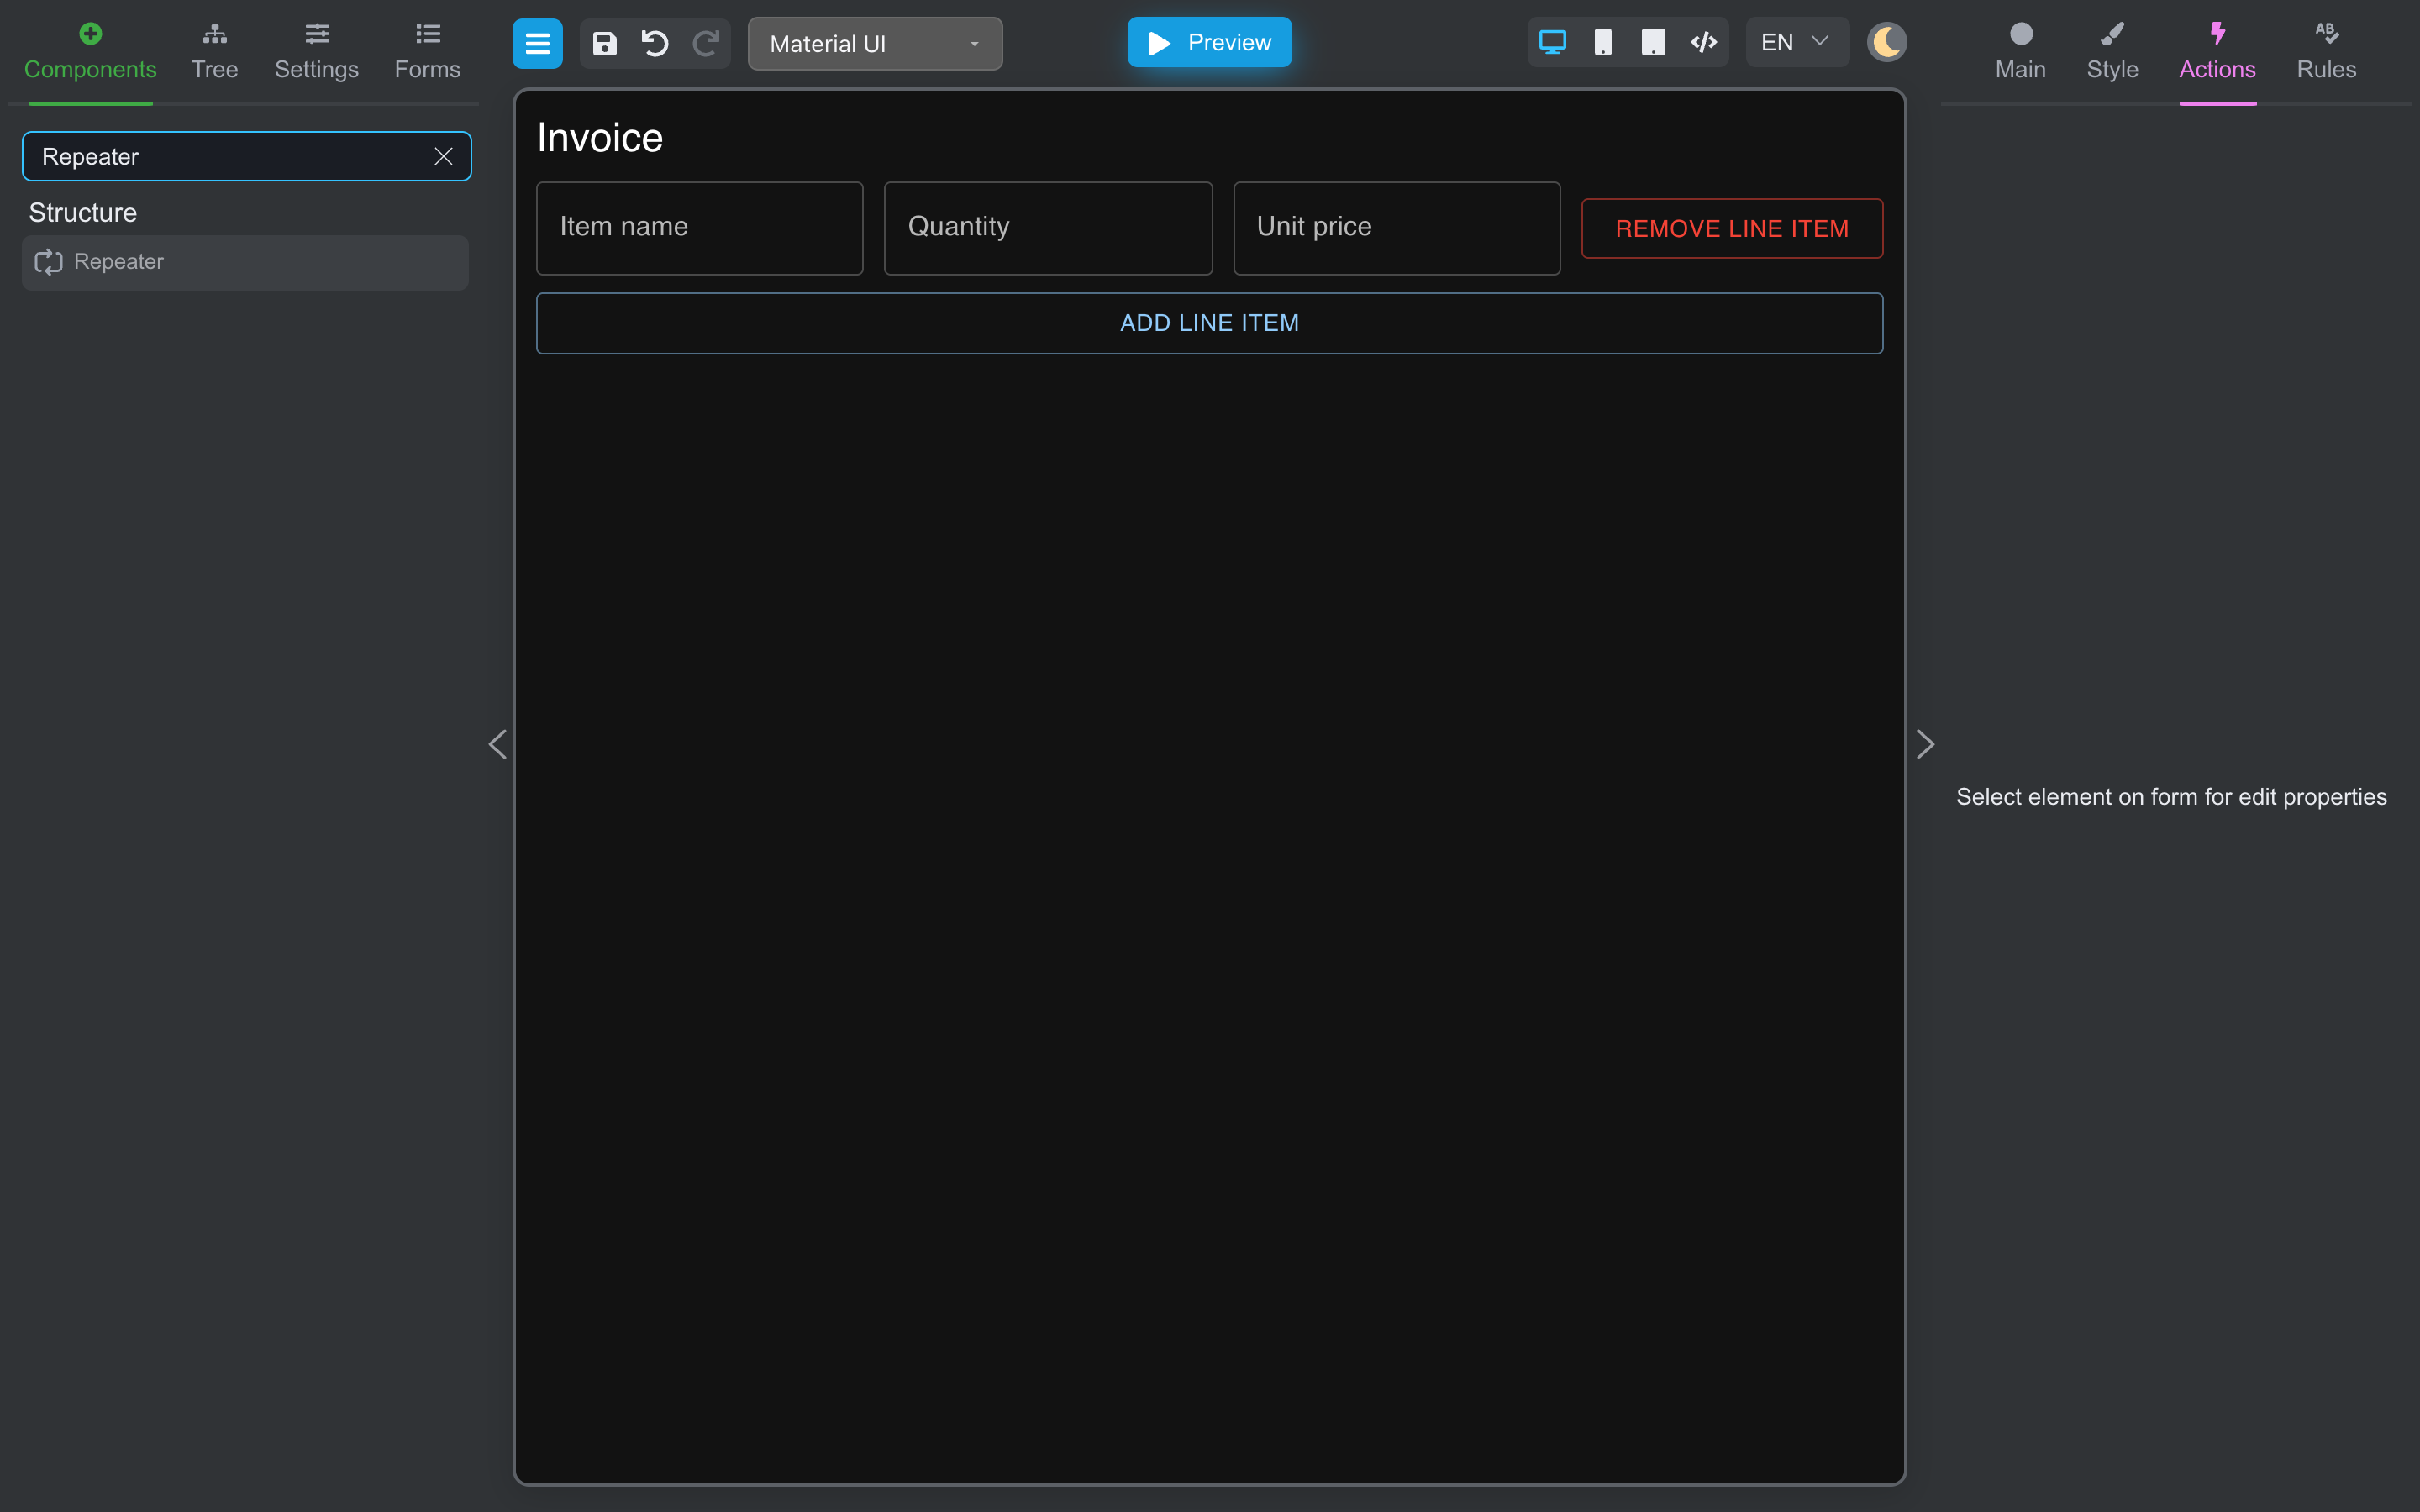 Components Tree Settings Forms
Material UI
Preview
EN
Main Style Actions Rules
Repeater
Structure
Repeater
Invoice
Item name Quantity Unit price REMOVE LINE ITEM
ADD LINE ITEM
Select element on form for edit properties